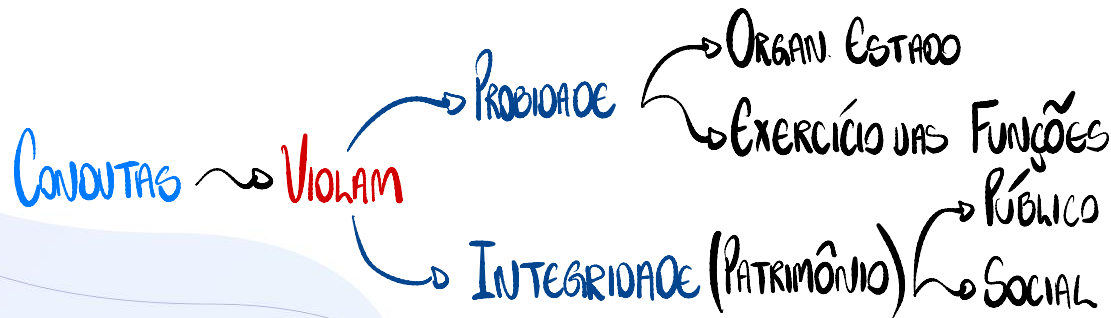 CONDUTAS → VIOLAM
PROBIDADE
ORGAN. ESTADO
EXERCÍCIO DAS FUNÇÕES
INTEGRIDADE (PATRIMÔNIO)
PÚBLICO
SOCIAL